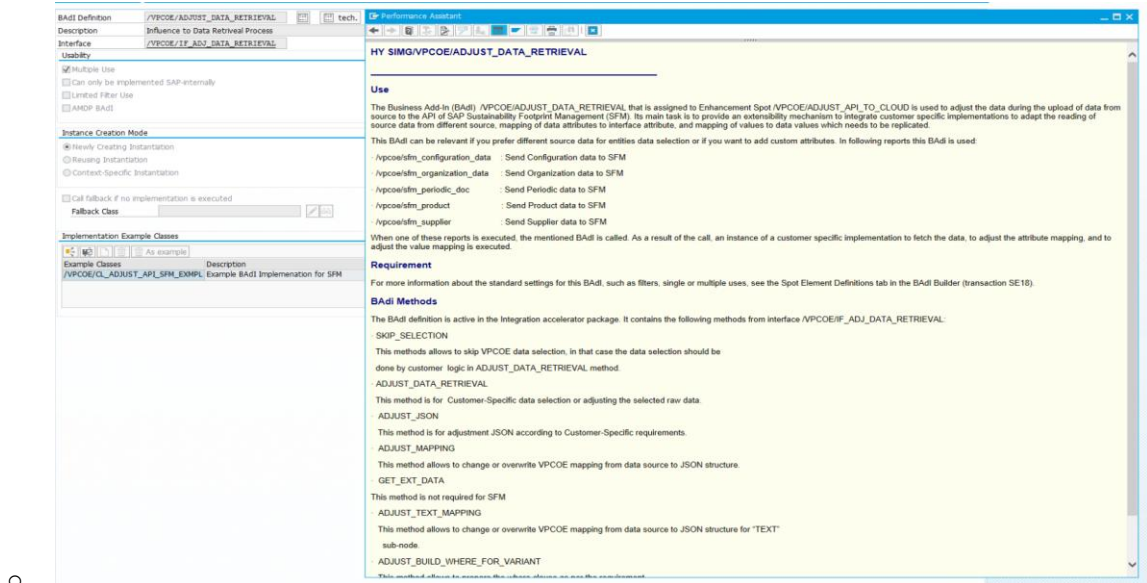 BAdI Definition /VPCOE/ADJUST_DATA_RETRIEVAL tech.
Description Influence to Data Retriveal Process
Interface /VPCOE/IF_ADJ_DATA_RETRIEVAL
Usability
Multiple Use
Can only be implemented SAP-internally
Limited Filter Use
AMDP BAdI
Instance Creation Mode
Newly Creating Instantiation
Reusing Instantiation
Context-Specific Instantiation
Call fallback if no implementation is executed
Fallback Class
Implementation Example Classes
As example
Example Classes Description
/VPCOE/CL_ADJUST_API_SFM_EXMPL Example BAdI Implemenation for SFM
Performance Assistant
HY SIMG/VPCOE/ADJUST_DATA_RETRIEVAL
Use
The Business Add-In (BAdI) /VPCOE/ADJUST_DATA_RETRIEVAL that is assigned to Enhancement Spot /VPCOE/ADJUST_API_TO_CLOUD is used to adjust the data during the upload of data from
source to the API of SAP Sustainability Footprint Management (SFM). Its main task is to provide an extensibility mechanism to integrate customer specific implementations to adapt the reading of
source data from different source, mapping of data attributes to interface attribute, and mapping of values to data values which needs to be replicated.
This BAdI can be relevant if you prefer different source data for entities data selection or if you want to add custom attributes. In following reports this BAdI is used:
· /vpcoe/sfm_configuration_data : Send Configuration data to SFM
· /vpcoe/sfm_organization_data : Send Organization data to SFM
· /vpcoe/sfm_periodic_doc : Send Periodic data to SFM
· /vpcoe/sfm_product : Send Product data to SFM
· /vpcoe/sfm_supplier : Send Supplier data to SFM
When one of these reports is executed, the mentioned BAdI is called. As a result of the call, an instance of a customer specific implementation to fetch the data, to adjust the attribute mapping, and to
adjust the value mapping is executed.
Requirement
For more information about the standard settings for this BAdI, such as filters, single or multiple uses, see the Spot Element Definitions tab in the BAdI Builder (transaction SE18).
BAdi Methods
The BAdI definition is active in the Integration accelerator package. It contains the following methods from interface /VPCOE/IF_ADJ_DATA_RETRIEVAL:
· SKIP_SELECTION
This methods allows to skip VPCOE data selection, in that case the data selection should be
done by customer logic in ADJUST_DATA_RETRIEVAL method.
· ADJUST_DATA_RETRIEVAL
This method is for Customer-Specific data selection or adjusting the selected raw data.
· ADJUST_JSON
This method is for adjustment JSON according to Customer-Specific requirements.
· ADJUST_MAPPING
This method allows to change or overwrite VPCOE mapping from data source to JSON structure.
· GET_EXT_DATA
This method is not required for SFM
· ADJUST_TEXT_MAPPING
This method allows to change or overwrite VPCOE mapping from data source to JSON structure for "TEXT"
sub-node.
· ADJUST_BUILD_WHERE_FOR_VARIANT
This method allows to prepare the where clause as per the requirement.